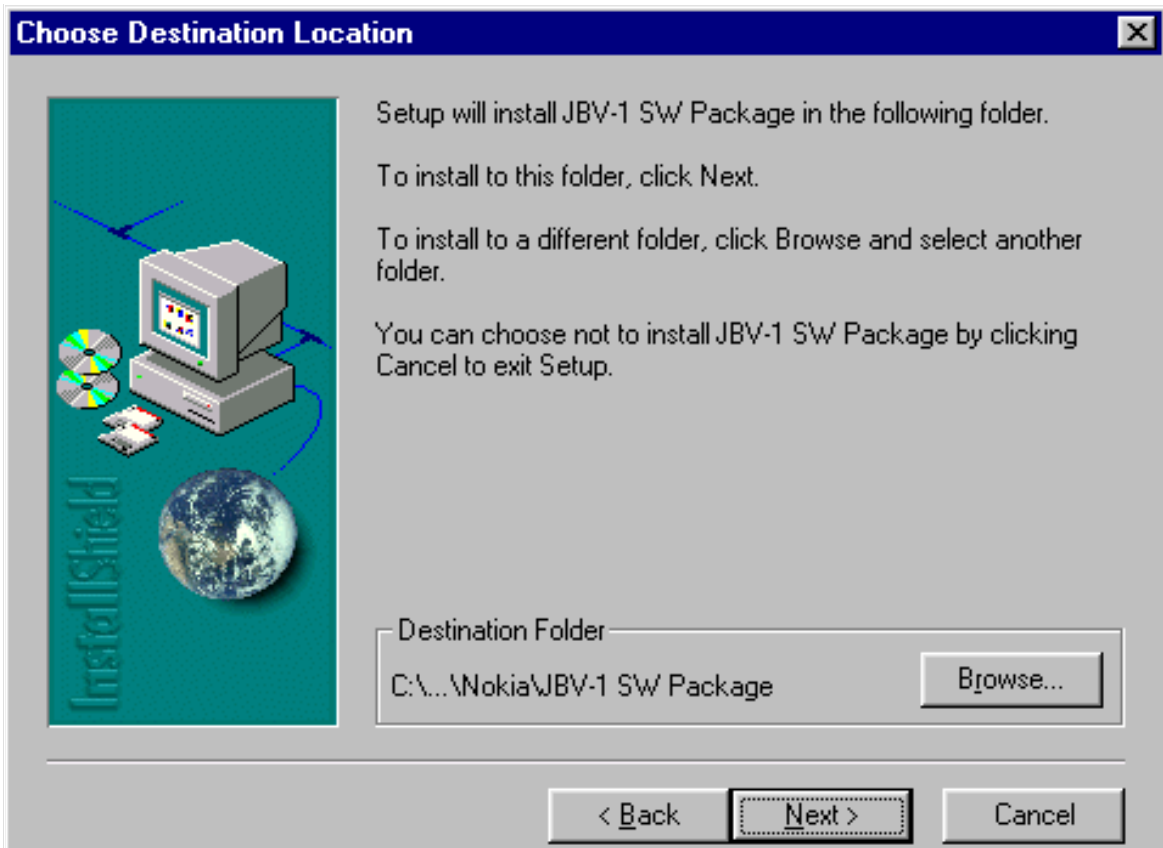 Choose Destination Location
Setup will install JBV-1 SW Package in the following folder.
To install to this folder, click Next.
To install to a different folder, click Browse and select another
folder.
You can choose not to install JBV-1 SW Package by clicking
Cancel to exit Setup.
InstallShield
Destination Folder
C:\...\Nokia\JBV-1 SW Package
Browse...
< Back
Next >
Cancel